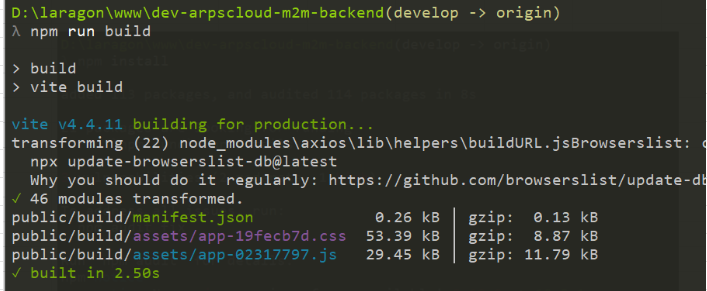 D:\laragon\www\dev-arpscloud-m2m-backend(develop -> origin)
λ npm run build
> build
> vite build
vite v4.4.11 building for production...
transforming (22) node_modules\axios\lib\helpers\buildURL.jsBrowserslist: c
npx update-browserslist-db@latest
Why you should do it regularly: https://github.com/browserslist/update-db
✓ 46 modules transformed.
public/build/manifest.json 0.26 kB │ gzip: 0.13 kB
public/build/assets/app-19fecb7d.css 53.39 kB │ gzip: 8.87 kB
public/build/assets/app-02317797.js 29.45 kB │ gzip: 11.79 kB
✓ built in 2.50s